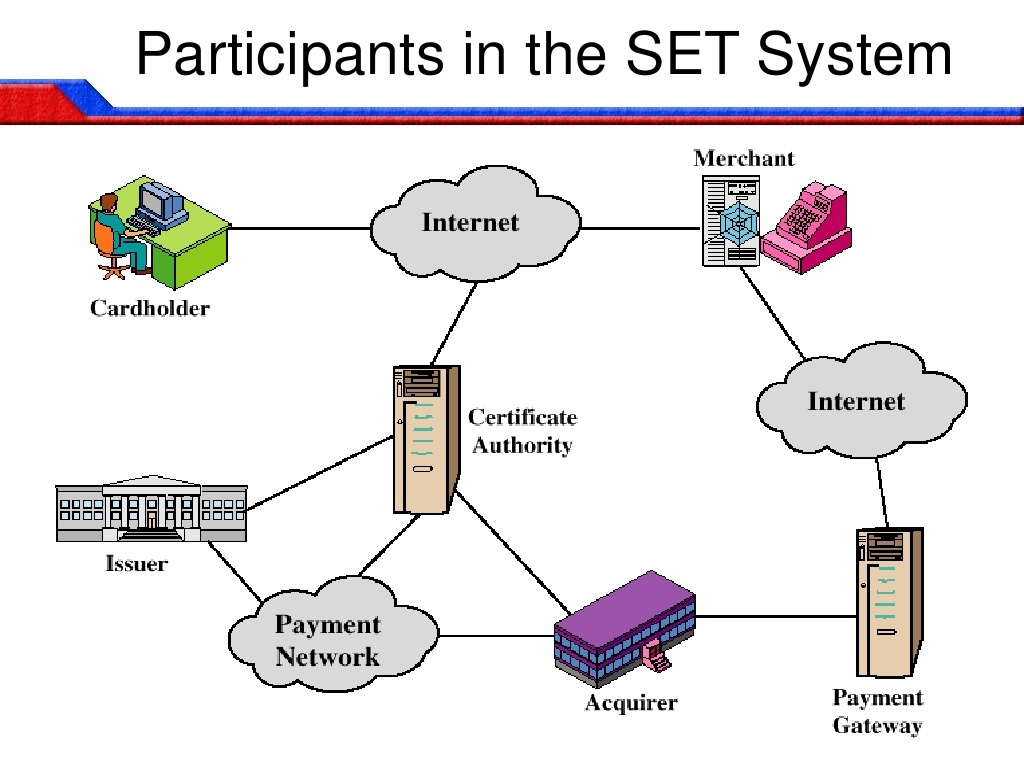 Participants in the SET System
Merchant
Internet
Cardholder
Internet
Certificate
Authority
Issuer
Payment
Network
Acquirer
Payment
Gateway